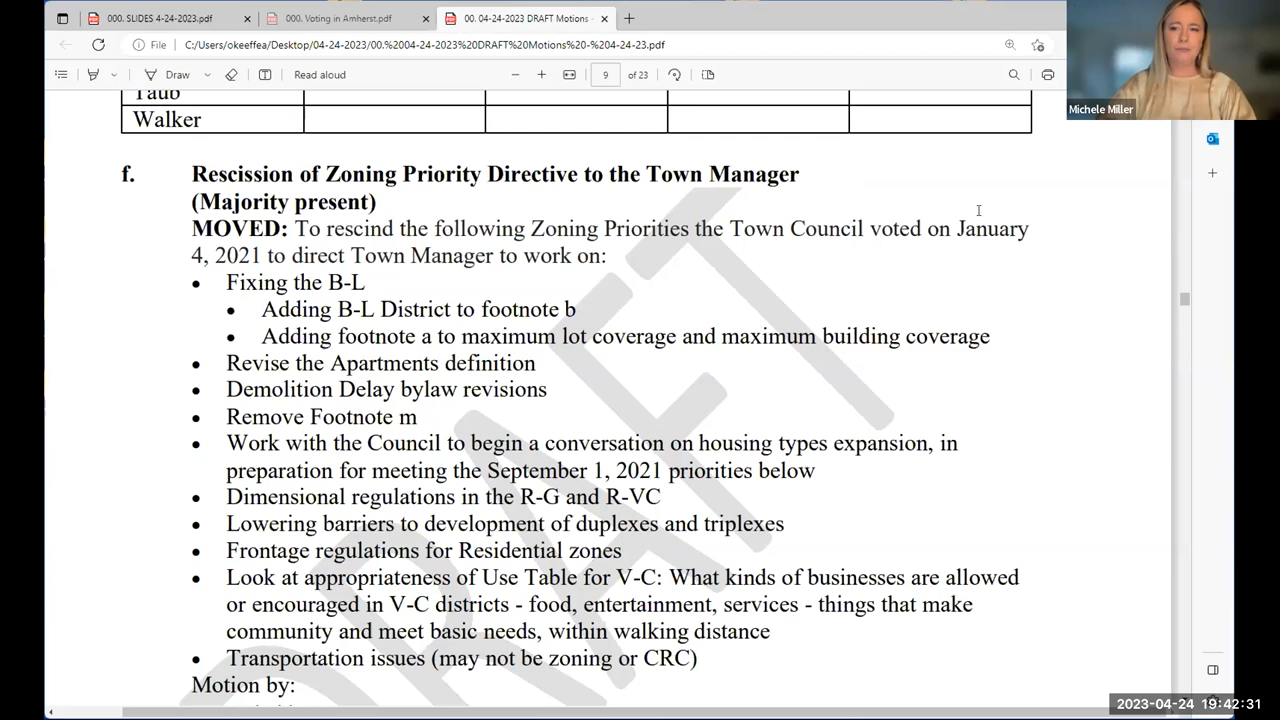 000. SLIDES 4-24-2023.pdf
000. Voting in Amherst.pdf
00. 04-24-2023 DRAFT Motions -
File
C:/Users/okeeffea/Desktop/04-24-2023/00.%2004-24-2023%20DRAFT%20Motions%20-%204-24-23.pdf
Draw
Read aloud
9 of 23
Michele Miller
Taub
Walker
f. Rescission of Zoning Priority Directive to the Town Manager
(Majority present)
MOVED: To rescind the following Zoning Priorities the Town Council voted on January
4, 2021 to direct Town Manager to work on:
• Fixing the B-L
• Adding B-L District to footnote b
• Adding footnote a to maximum lot coverage and maximum building coverage
• Revise the Apartments definition
• Demolition Delay bylaw revisions
• Remove Footnote m
• Work with the Council to begin a conversation on housing types expansion, in
preparation for meeting the September 1, 2021 priorities below
• Dimensional regulations in the R-G and R-VC
• Lowering barriers to development of duplexes and triplexes
• Frontage regulations for Residential zones
• Look at appropriateness of Use Table for V-C: What kinds of businesses are allowed
or encouraged in V-C districts - food, entertainment, services - things that make
community and meet basic needs, within walking distance
• Transportation issues (may not be zoning or CRC)
Motion by:
DRAFT
2023-04-24 19:42:31